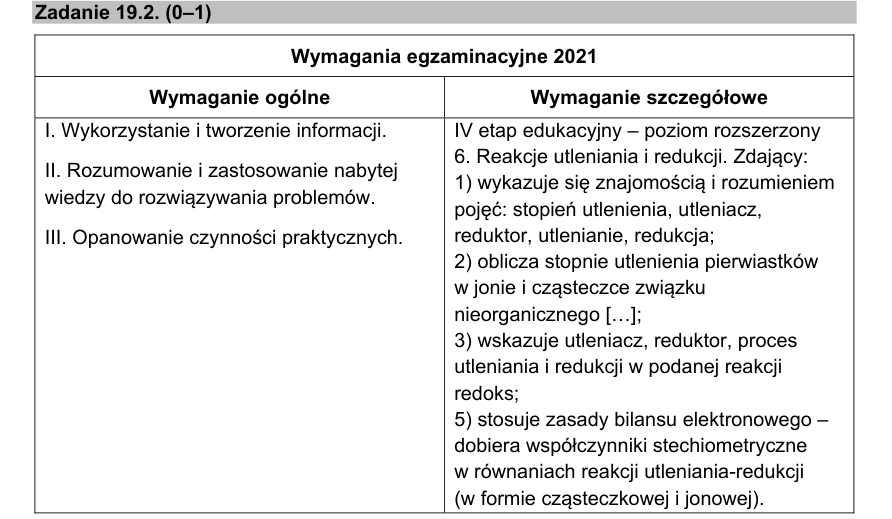 Zadanie 19.2. (0–1)
Wymagania egzaminacyjne 2021
Wymaganie ogólne
Wymaganie szczegółowe
I. Wykorzystanie i tworzenie informacji.
II. Rozumowanie i zastosowanie nabytej
wiedzy do rozwiązywania problemów.
III. Opanowanie czynności praktycznych.
IV etap edukacyjny – poziom rozszerzony
6. Reakcje utleniania i redukcji. Zdający:
1) wykazuje się znajomością i rozumieniem
pojęć: stopień utlenienia, utleniacz,
reduktor, utlenianie, redukcja;
2) oblicza stopnie utlenienia pierwiastków
w jonie i cząsteczce związku
nieorganicznego […];
3) wskazuje utleniacz, reduktor, proces
utleniania i redukcji w podanej reakcji
redoks;
5) stosuje zasady bilansu elektronowego –
dobiera współczynniki stechiometryczne
w równaniach reakcji utleniania-redukcji
(w formie cząsteczkowej i jonowej).